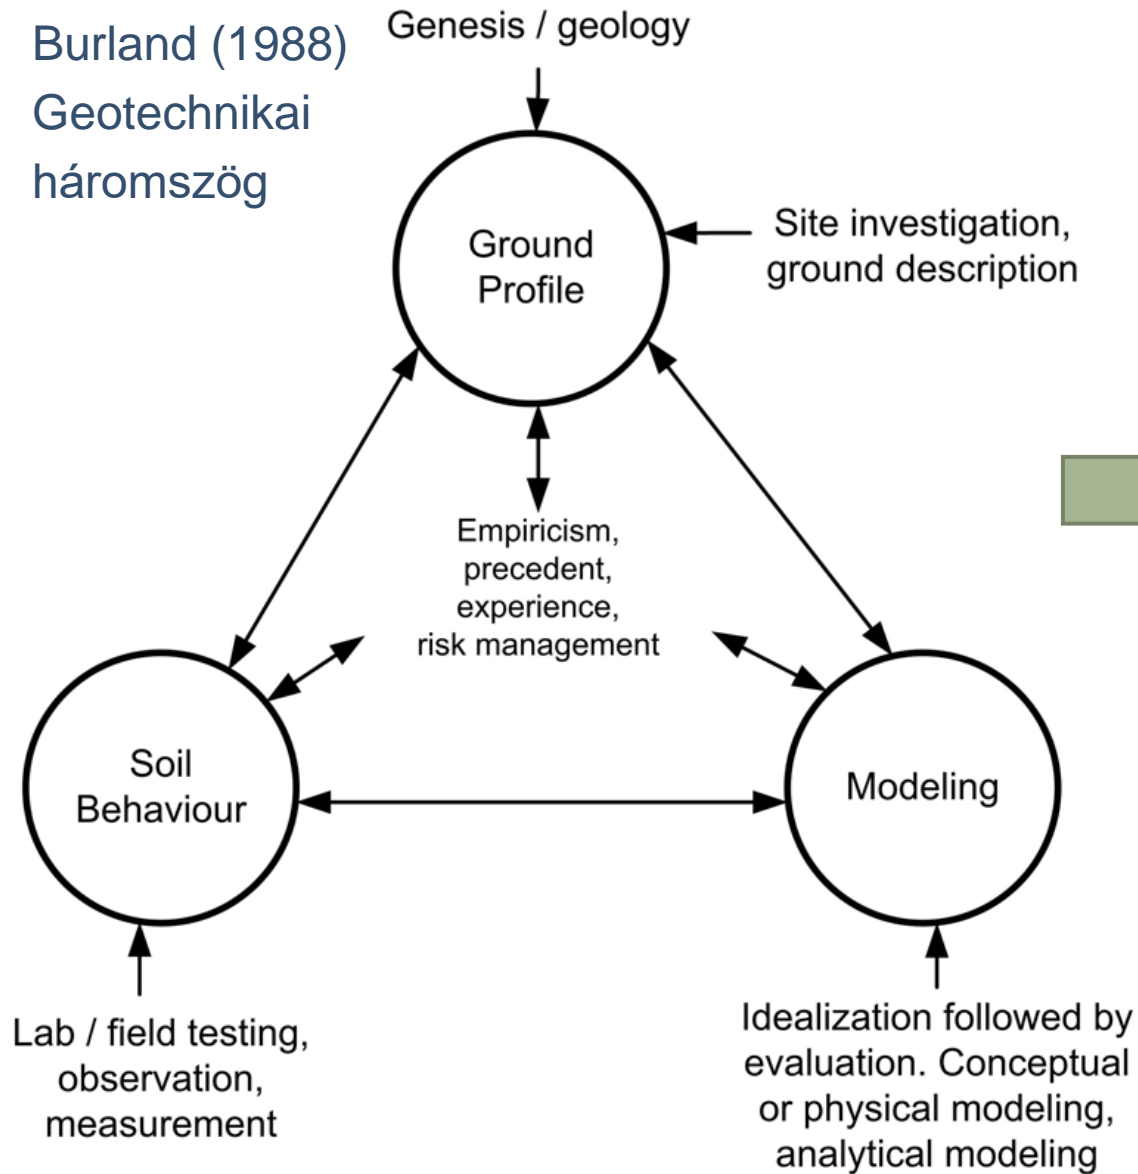 Burland (1988)
Geotechnikai
háromszög
Genesis / geology
Ground
Profile
Site investigation,
ground description
Empiricism,
precedent,
experience,
risk management
Soil
Behaviour
Modeling
Lab / field testing,
observation,
measurement
Idealization followed by
evaluation. Conceptual
or physical modeling,
analytical modeling